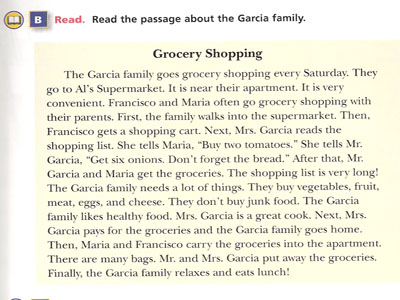 B Read. Read the passage about the Garcia family.
Grocery Shopping
The Garcia family goes grocery shopping every Saturday. They
go to Al's Supermarket. It is near their apartment. It is very
convenient. Francisco and Maria often go grocery shopping with
their parents. First, the family walks into the supermarket. Then,
Francisco gets a shopping cart. Next, Mrs. Garcia reads the
shopping list. She tells Maria, “Buy two tomatoes.” She tells Mr.
Garcia, “Get six onions. Don't forget the bread.” After that, Mr.
Garcia and Maria get the groceries. The shopping list is very long!
The Garcia family needs a lot of things. They buy vegetables, fruit,
meat, eggs, and cheese. They don't buy junk food. The Garcia
family likes healthy food. Mrs. Garcia is a great cook. Next, Mrs.
Garcia pays for the groceries and the Garcia family goes home.
Then, Maria and Francisco carry the groceries into the apartment.
There are many bags. Mr. and Mrs. Garcia put away the groceries.
Finally, the Garcia family relaxes and eats lunch!